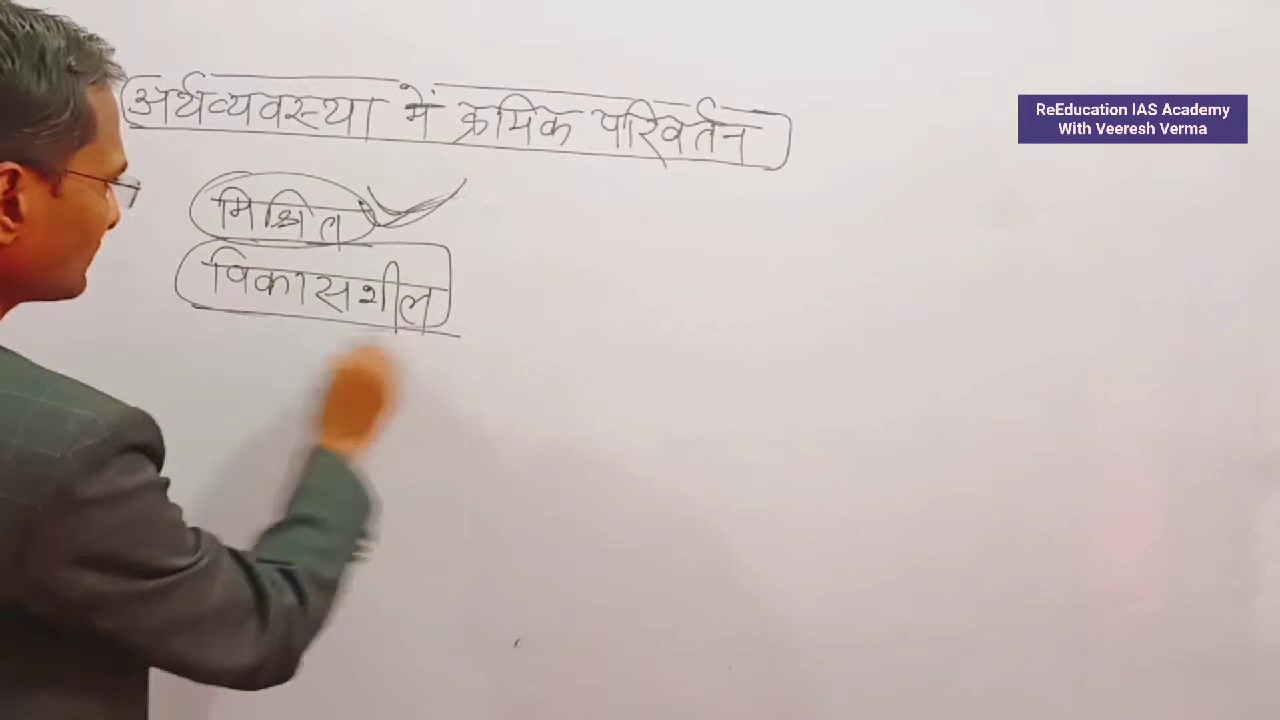 अर्थव्यवस्था में क्रमिक परिवर्तन
ReEducation IAS Academy
With Veeresh Verma
मिश्रित
विकासशील